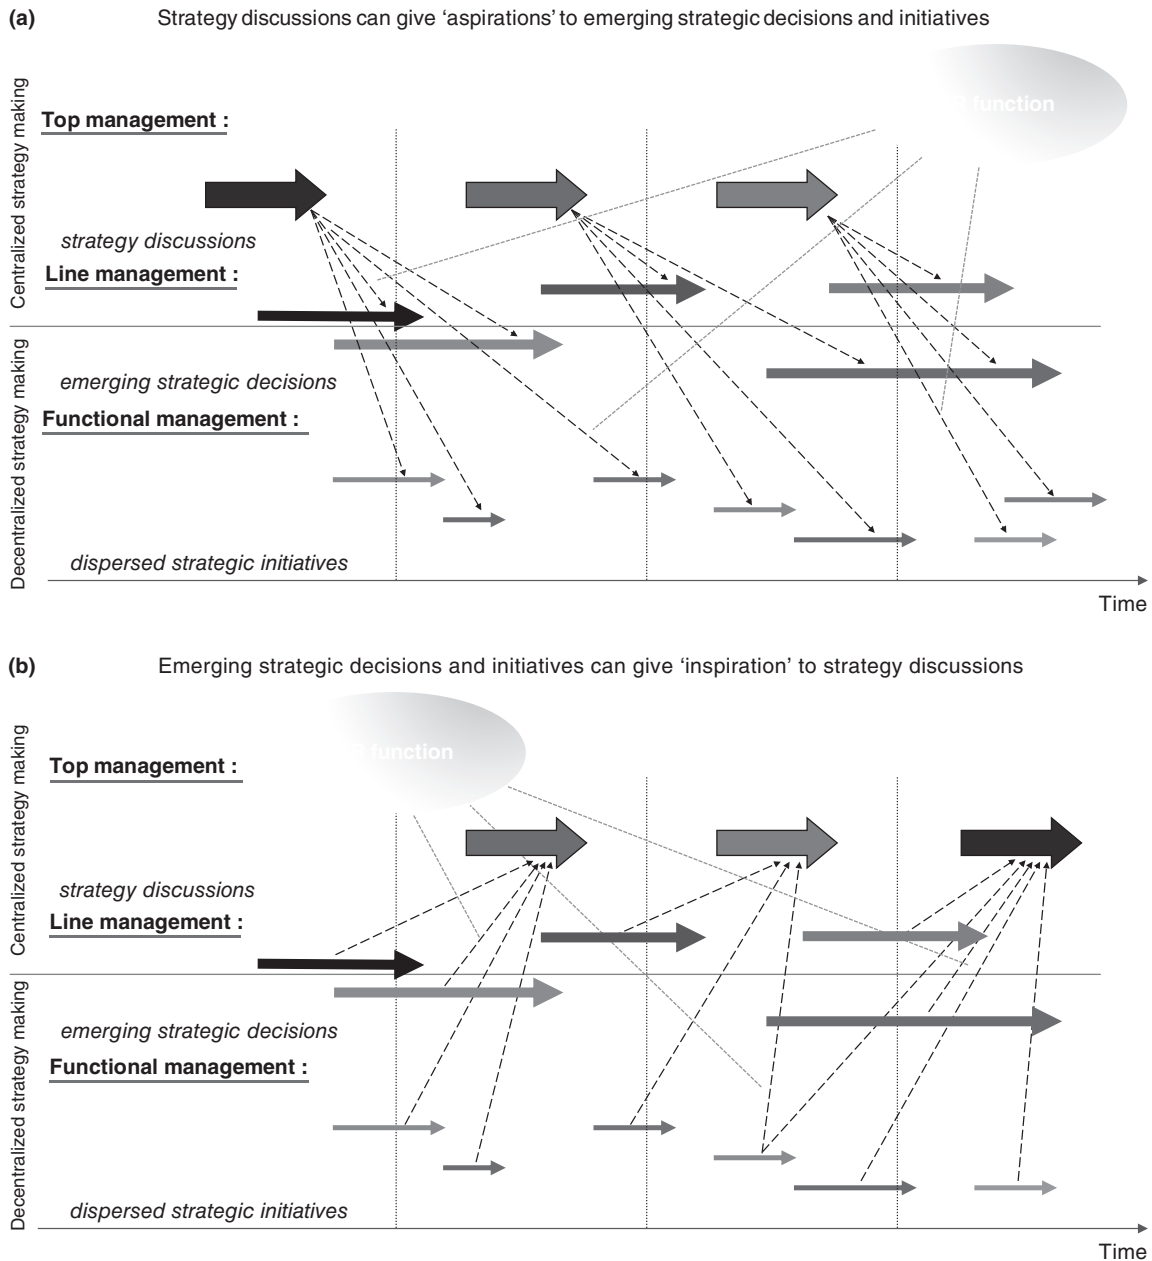 (a) Strategy discussions can give ‘aspirations’ to emerging strategic decisions and initiatives
Centralized strategy making
function
Top management :
strategy discussions
Line management :
Decentralized strategy making
emerging strategic decisions
Functional management :
dispersed strategic initiatives
Time
(b) Emerging strategic decisions and initiatives can give ‘inspiration’ to strategy discussions
Centralized strategy making
function
Top management :
strategy discussions
Line management :
Decentralized strategy making
emerging strategic decisions
Functional management :
dispersed strategic initiatives
Time